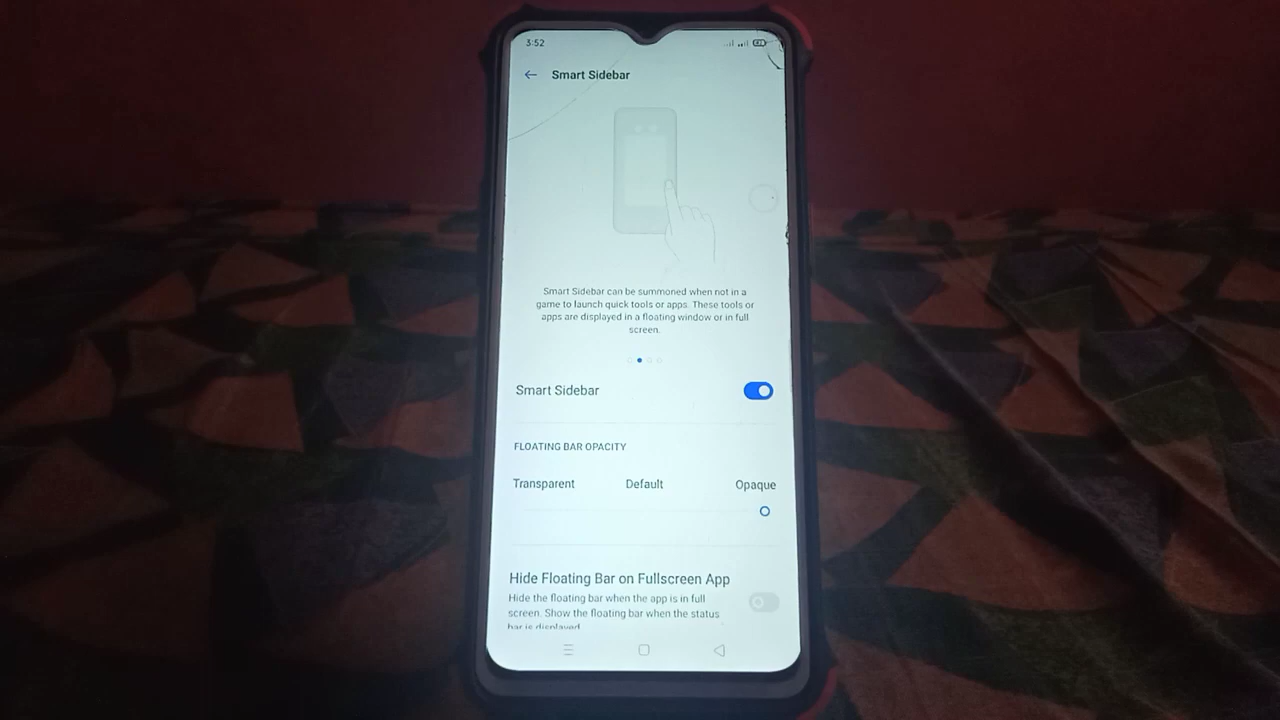 3:52
Smart Sidebar
Smart Sidebar can be summoned when not in a
game to launch quick tools or apps. These tools or
apps are displayed in a floating window or in full
screen.
Smart Sidebar
FLOATING BAR OPACITY
Transparent Default Opaque
Hide Floating Bar on Fullscreen App
Hide the floating bar when the app is in full
screen. Show the floating bar when the status
bar is displayed